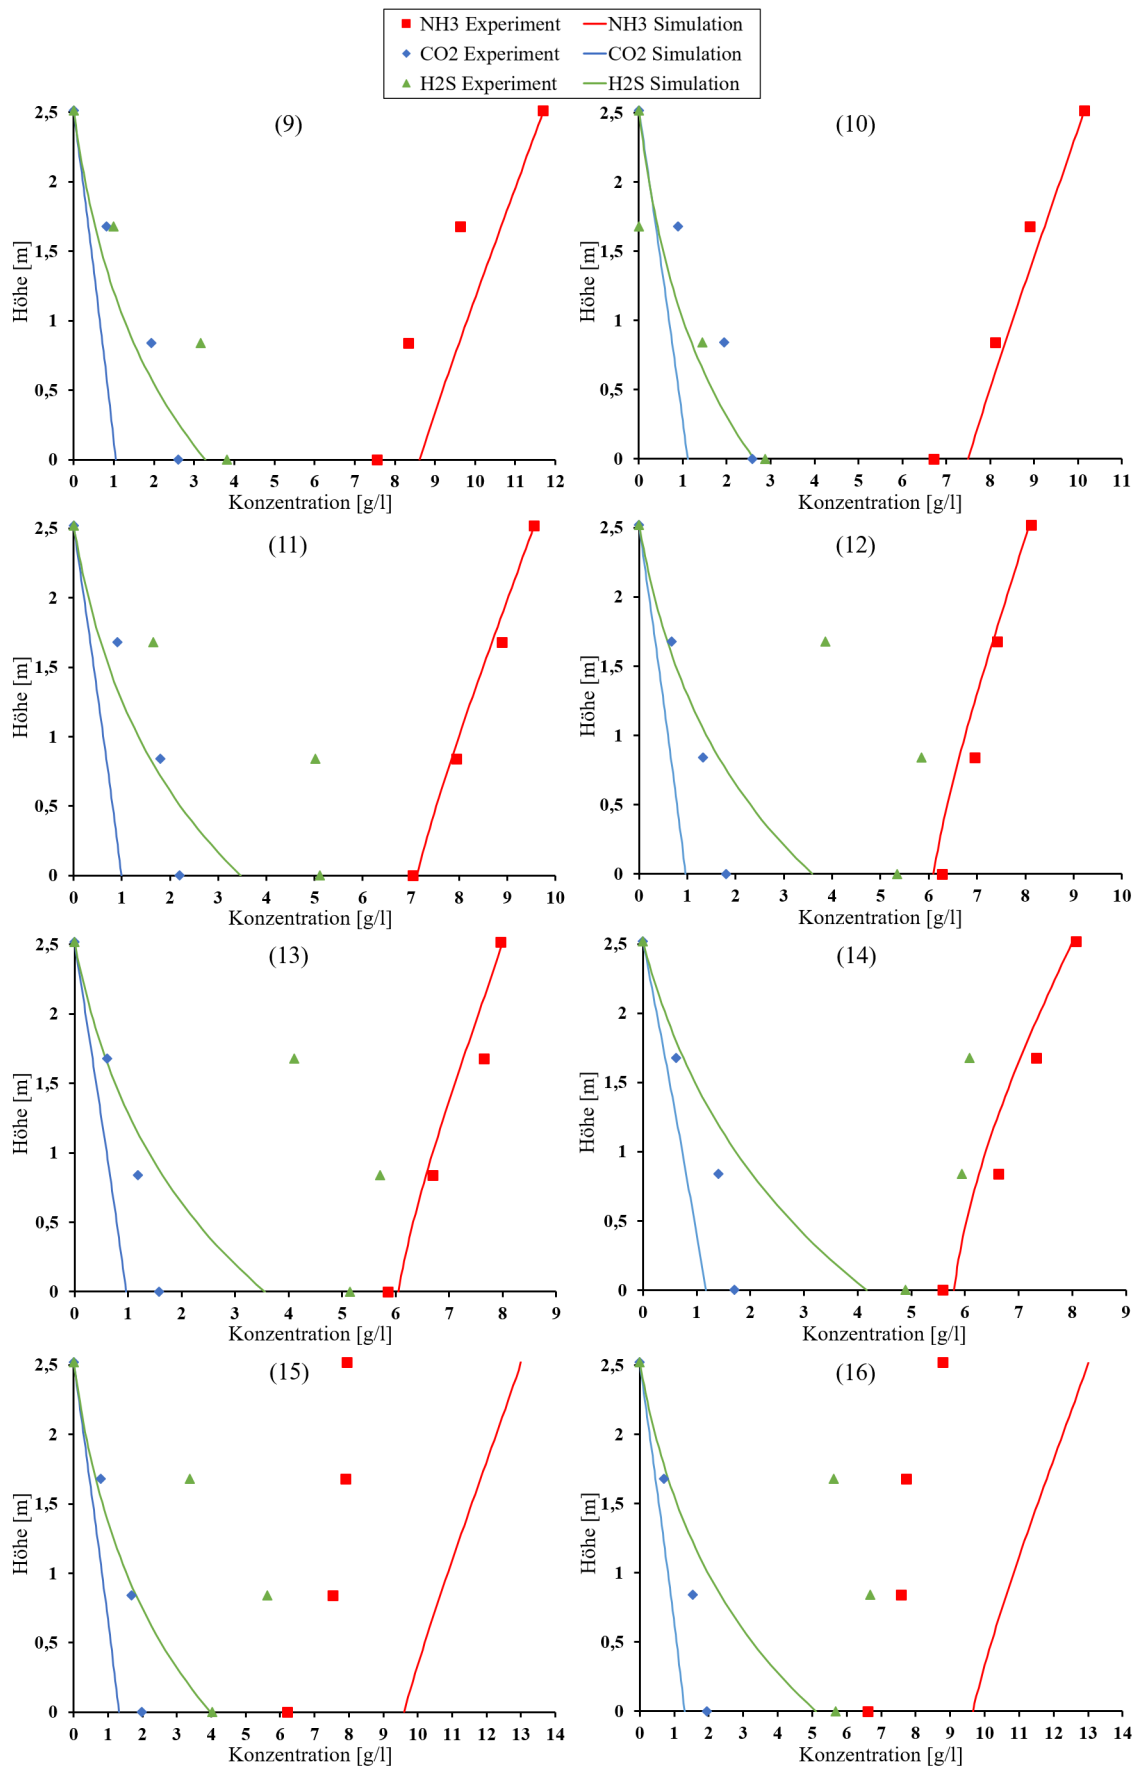 NH3 Experiment NH3 Simulation
CO2 Experiment CO2 Simulation
H2S Experiment H2S Simulation
(9)
Höhe [m]
2,5
2
1,5
1
0,5
0
0 1 2 3 4 5 6 7 8 9 10 11 12
Konzentration [g/l]
(10)
Höhe [m]
2,5
2
1,5
1
0,5
0
0 1 2 3 4 5 6 7 8 9 10 11
Konzentration [g/l]
(11)
Höhe [m]
2,5
2
1,5
1
0,5
0
0 1 2 3 4 5 6 7 8 9 10
Konzentration [g/l]
(12)
Höhe [m]
2,5
2
1,5
1
0,5
0
0 1 2 3 4 5 6 7 8 9 10
Konzentration [g/l]
(13)
Höhe [m]
2,5
2
1,5
1
0,5
0
0 1 2 3 4 5 6 7 8 9
Konzentration [g/l]
(14)
Höhe [m]
2,5
2
1,5
1
0,5
0
0 1 2 3 4 5 6 7 8 9
Konzentration [g/l]
(15)
Höhe [m]
2,5
2
1,5
1
0,5
0
0 1 2 3 4 5 6 7 8 9 10 11 12 13 14
Konzentration [g/l]
(16)
Höhe [m]
2,5
2
1,5
1
0,5
0
0 1 2 3 4 5 6 7 8 9 10 11 12 13 14
Konzentration [g/l]